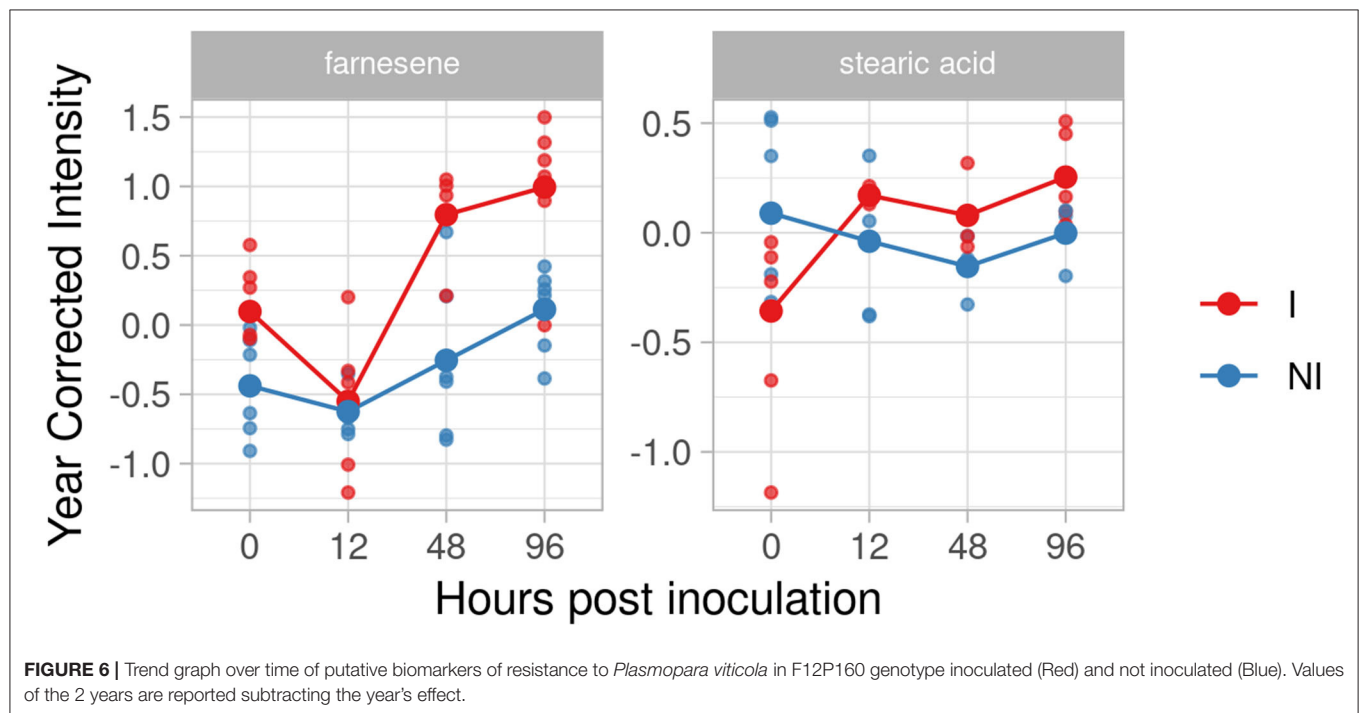 farnesene
stearic acid
Year Corrected Intensity
1.5
1.0
0.5
0.0
-0.5
-1.0
0.5
0.0
-0.5
-1.0
0 12 48 96
0 12 48 96
Hours post inoculation
I
NI
FIGURE 6 | Trend graph over time of putative biomarkers of resistance to Plasmopara viticola in F12P160 genotype inoculated (Red) and not inoculated (Blue). Values
of the 2 years are reported subtracting the year's effect.